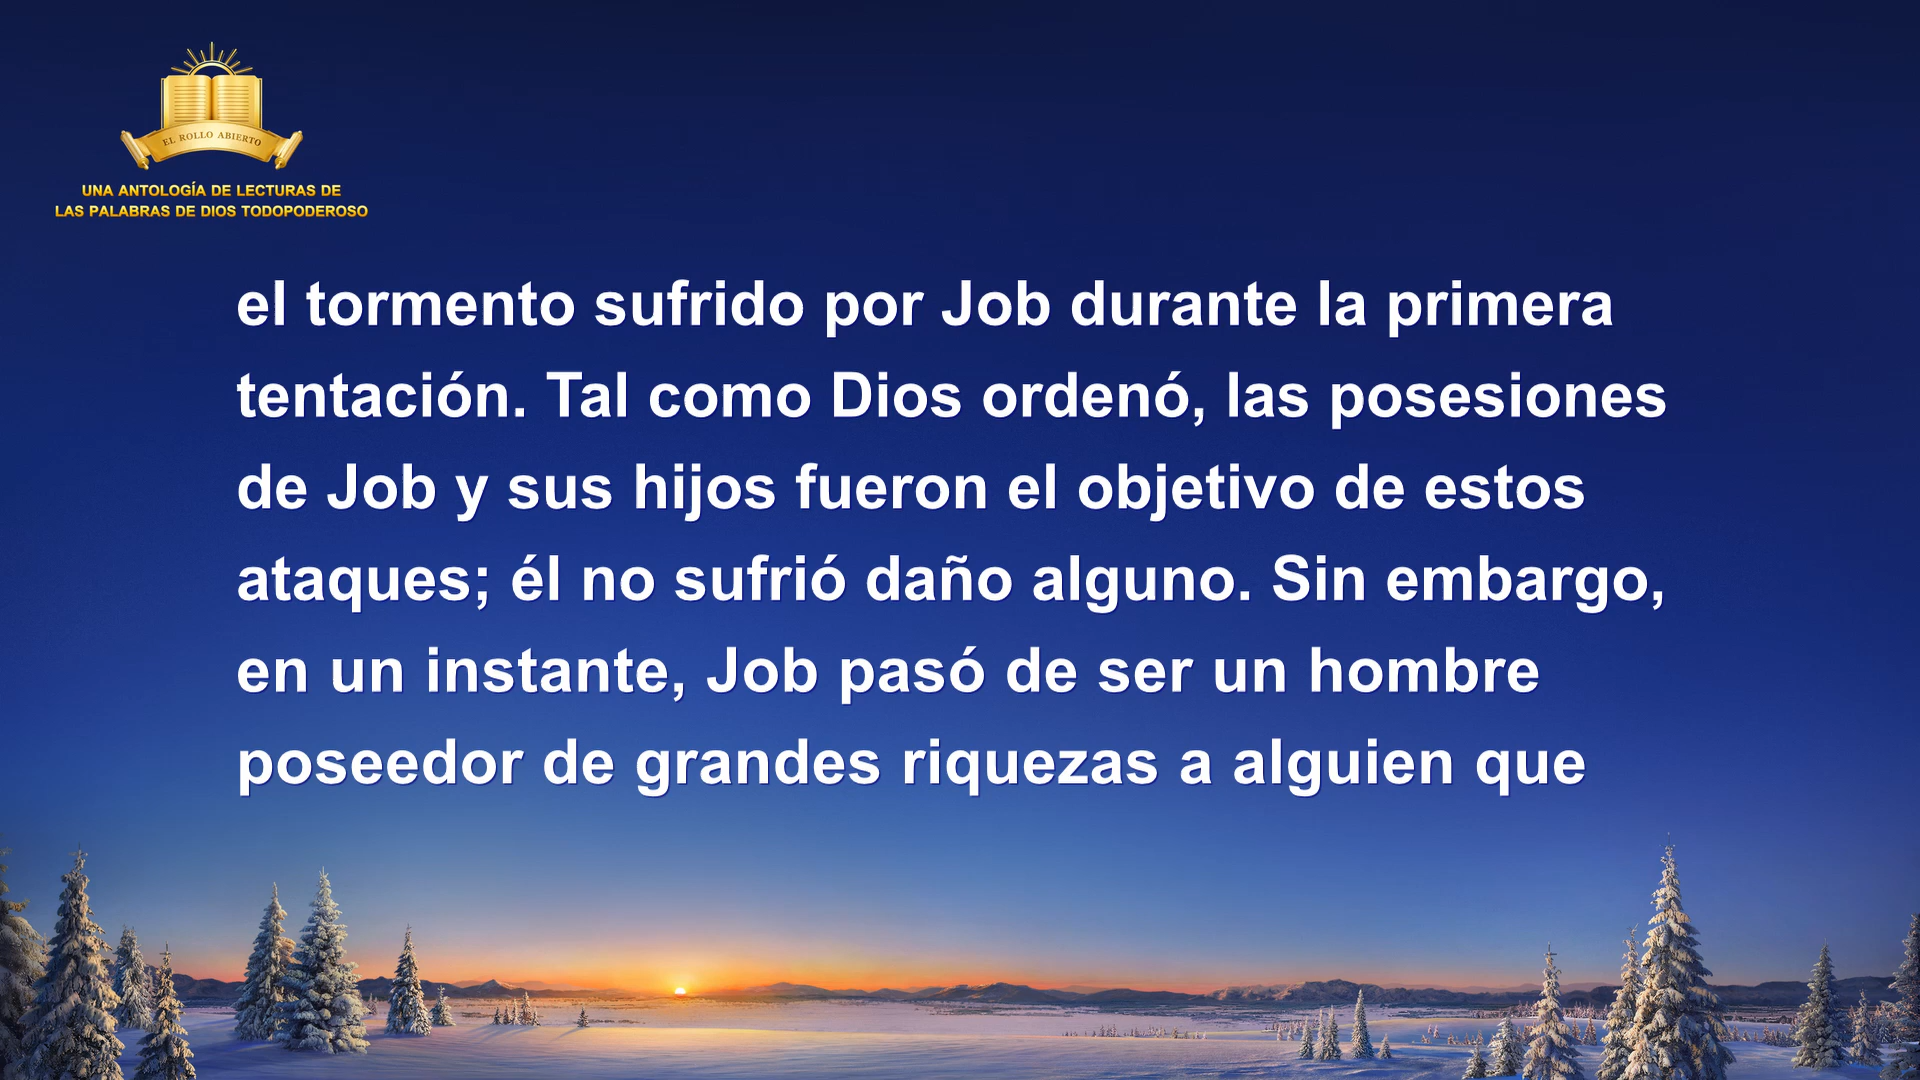 EL ROLLO ABIERTO
UNA ANTOLOGÍA DE LECTURAS DE
LAS PALABRAS DE DIOS TODOPODEROSO
el tormento sufrido por Job durante la primera
tentación. Tal como Dios ordenó, las posesiones
de Job y sus hijos fueron el objetivo de estos
ataques; él no sufrió daño alguno. Sin embargo,
en un instante, Job pasó de ser un hombre
poseedor de grandes riquezas a alguien que